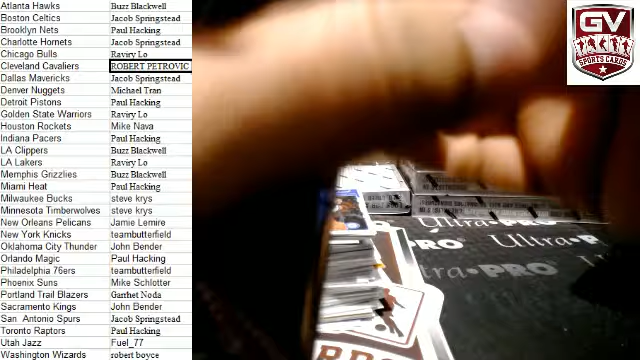 Atlanta Hawks Buzz Blackwell
Boston Celtics Jacob Springstead
Brooklyn Nets Paul Hacking
Charlotte Hornets Jacob Springstead
Chicago Bulls Raviry Lo
Cleveland Cavaliers ROBERT PETROVIC
Dallas Mavericks Jacob Springstead
Denver Nuggets Michael Tran
Detroit Pistons Paul Hacking
Golden State Warriors Raviry Lo
Houston Rockets Mike Nava
Indiana Pacers Paul Hacking
LA Clippers Buzz Blackwell
LA Lakers Raviry Lo
Memphis Grizzlies Buzz Blackwell
Miami Heat Paul Hacking
Milwaukee Bucks steve krys
Minnesota Timberwolves steve krys
New Orleans Pelicans Jamie Lemire
New York Knicks teambutterfield
Oklahoma City Thunder John Bender
Orlando Magic Paul Hacking
Philadelphia 76ers teambutterfield
Phoenix Suns Mike Schlotter
Portland Trail Blazers Garrhet Noda
Sacramento Kings John Bender
San Antonio Spurs Jacob Springstead
Toronto Raptors Paul Hacking
Utah Jazz Fuel_77
Washington Wizards robert boyce
GV
SPORTS CARDS
Ultra PRO Ultra
tra PRO